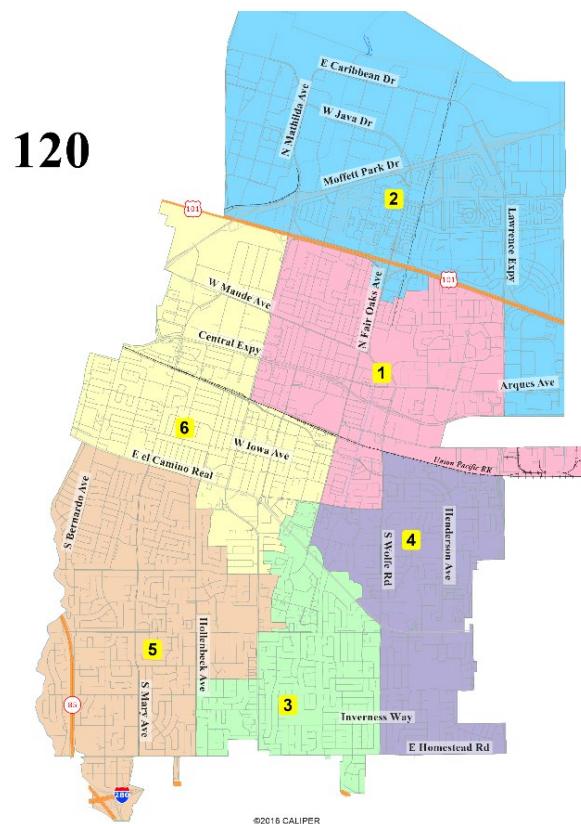 E Caribbean Dr
120
N Mathilda Ave
W Java Dr
Moffett Park Dr
2
101
Lawrence Expy
101
W Maude Ave
N Fair Oaks Ave
Central Expy
1
Arques Ave
6
W Iowa Ave
E el Camino Real
Union Pacific RR
S Bernardo Ave
S Wolfe Rd
4
Henderson Ave
Hollenbeck Ave
5
S Mary Ave
3
85
Inverness Way
E Homestead Rd
280
©2016 CALIPER